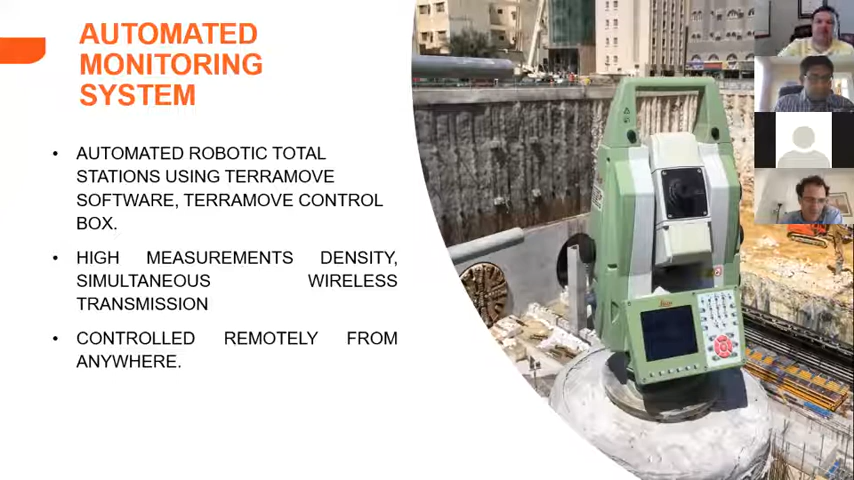 AUTOMATED
MONITORING
SYSTEM
• AUTOMATED ROBOTIC TOTAL
STATIONS USING TERRAMOVE
SOFTWARE, TERRAMOVE CONTROL
BOX.
• HIGH MEASUREMENTS DENSITY,
SIMULTANEOUS WIRELESS
TRANSMISSION
• CONTROLLED REMOTELY FROM
ANYWHERE.